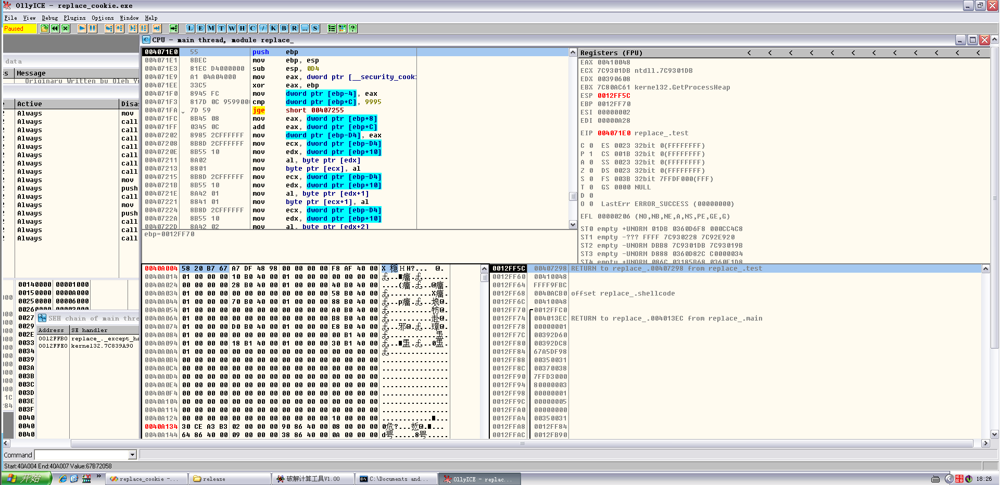 OllyICE - replace_cookie.exe
File View Debug Plugins Options Window Help
Paused
L E M T W H C / K B R ... S
CPU - main thread, module replace_
004071E0 55 push ebp
004071E1 8BEC mov ebp, esp
004071E3 81EC D4000000 sub esp, 0D4
004071E9 A1 04A04000 mov eax, dword ptr [__security_cook
004071EE 33C5 xor eax, ebp
004071F0 8945 FC mov dword ptr [ebp-4], eax
004071F3 817D 0C 959900 cmp dword ptr [ebp+C], 9995
004071FA 7D 59 jge short 00407255
004071FC 8B45 08 mov eax, dword ptr [ebp+8]
004071FF 0345 0C add eax, dword ptr [ebp+C]
00407202 8985 2CFFFFFF mov dword ptr [ebp-D4], eax
00407208 8B8D 2CFFFFFF mov ecx, dword ptr [ebp-D4]
0040720E 8B55 10 mov edx, dword ptr [ebp+10]
00407211 8A02 mov al, byte ptr [edx]
00407213 8801 mov byte ptr [ecx], al
00407215 8B8D 2CFFFFFF mov ecx, dword ptr [ebp-D4]
0040721B 8B55 10 mov edx, dword ptr [ebp+10]
0040721E 8A42 01 mov al, byte ptr [edx+1]
00407221 8841 01 mov byte ptr [ecx+1], al
00407224 8B8D 2CFFFFFF mov ecx, dword ptr [ebp-D4]
0040722A 8B55 10 mov edx, dword ptr [ebp+10]
0040722D 8A42 02 mov al, byte ptr [edx+2]
ebp=0012FF70
Registers (FPU) < < < < < < < < < < < <
EAX 00410048
ECX 7C9301DB ntdll.7C9301DB
EDX 00390608
EBX 7C80AC61 kernel32.GetProcessHeap
ESP 0012FF5C
EBP 0012FF70
ESI 00000002
EDI 00000A28
EIP 004071E0 replace_.test
C 0 ES 0023 32bit 0(FFFFFFFF)
P 1 CS 001B 32bit 0(FFFFFFFF)
A 0 SS 0023 32bit 0(FFFFFFFF)
Z 0 DS 0023 32bit 0(FFFFFFFF)
S 0 FS 003B 32bit 7FFDF000(FFF)
T 0 GS 0000 NULL
D 0
O 0 LastErr ERROR_SUCCESS (00000000)
EFL 00000206 (NO,NB,NE,A,NS,PE,GE,G)
ST0 empty +UNORM 01DB 0360D6F8 000CC4C8
ST1 empty -??? FFFF 7C930228 7C92E920
ST2 empty -UNORM DBB8 7C9301DB 7C93019B
ST3 empty -UNORM D888 0360D82C C0000034
ST4 empty +UNORM 086C 03185B68 0360E1D8
data
Message
Originary Written by Oleh Y
Active Disa
Always mov
Always call
Always call
Always call
Always call
Always call
Always call
Always call
Always mov
Always push
Always call
Always mov
Always push
Always call
Always call
Always call
00140000 00001000
00150000 0000A000
00250000 00006000
SEH chain of main thre
Address SE handler
0012FFB0 replace_._except_ha
0012FFE0 kernel32.7C839A90
0027
0029
002E
0033
0034
0039
003A
003B
003C
003D
003E
003F
0040
0040
0040
0040A004 58 20 B7 67 A7 DF 48 98 00 00 00 00 F8 AF 40 00
0040A014 01 00 00 00 10 B0 40 00 01 00 00 00 00 00 00 00
0040A024 00 00 00 00 28 B0 40 00 01 00 00 00 40 B0 40 00
0040A034 01 00 00 00 00 00 00 00 00 00 00 00 58 B0 40 00
0040A044 01 00 00 00 70 B0 40 00 01 00 00 00 88 B0 40 00
0040A054 01 00 00 00 00 00 00 00 00 00 00 00 A0 B0 40 00
0040A064 01 00 00 00 00 00 00 00 00 00 00 00 B8 B0 40 00
0040A074 01 00 00 00 D0 B0 40 00 01 00 00 00 E8 B0 40 00
0040A084 01 00 00 00 00 00 00 00 00 00 00 00 00 B1 40 00
0040A094 01 00 00 00 18 B1 40 00 01 00 00 00 30 B1 40 00
0040A0A4 01 00 00 00 00 00 00 00 00 00 00 00 00 00 00 00
0040A0B4 00 00 00 00 00 00 00 00 00 00 00 00 00 00 00 00
0040A0C4 00 00 00 00 00 00 00 00 00 00 00 00 00 00 00 00
0040A0D4 00 00 00 00 00 00 00 00 00 00 00 00 00 00 00 00
0040A0E4 00 00 00 00 00 00 00 00 00 00 00 00 00 00 00 00
0040A0F4 00 00 00 00 00 00 00 00 00 00 00 00 00 00 00 00
0040A104 00 00 00 00 00 00 00 00 00 00 00 00 00 00 00 00
0040A114 00 00 00 00 00 00 00 00 00 00 00 00 00 00 00 00
0040A124 00 00 00 00 00 00 00 00 00 00 00 00 10 00 00 00
0040A134 30 CE A3 B3 02 00 00 00 90 86 40 00 08 00 00 00
0040A144 64 86 40 00 09 00 00 00 38 86 40 00 0A 00 00 00
0012FF5C 00407298 RETURN to replace_.00407298 from replace_.test
0012FF60 00410048
0012FF64 FFFF9FBC
0012FF68 0040ACB0 offset replace_.shellcode
0012FF6C 00410048
0012FF70 0012FFC0
0012FF74 004013EC RETURN to replace_.004013EC from replace_.main
0012FF78 00000001
0012FF7C 00392D60
0012FF80 00392DC8
0012FF84 67A5DF98
0012FF88 00350031
0012FF8C 00370038
0012FF90 7FFD3000
0012FF94 80000003
0012FF98 00000001
0012FF9C 00000005
0012FFA0 00000000
0012FFA4 00350031
0012FFA8 0012FF84
0012FFAC 0012FB90
Command
Start:40A004 End:40A007 Value:67B72058
开始 replace_cookie -... release 破解计算工具V1.00 C:\Documents and... OllyICE - replac... 18:26